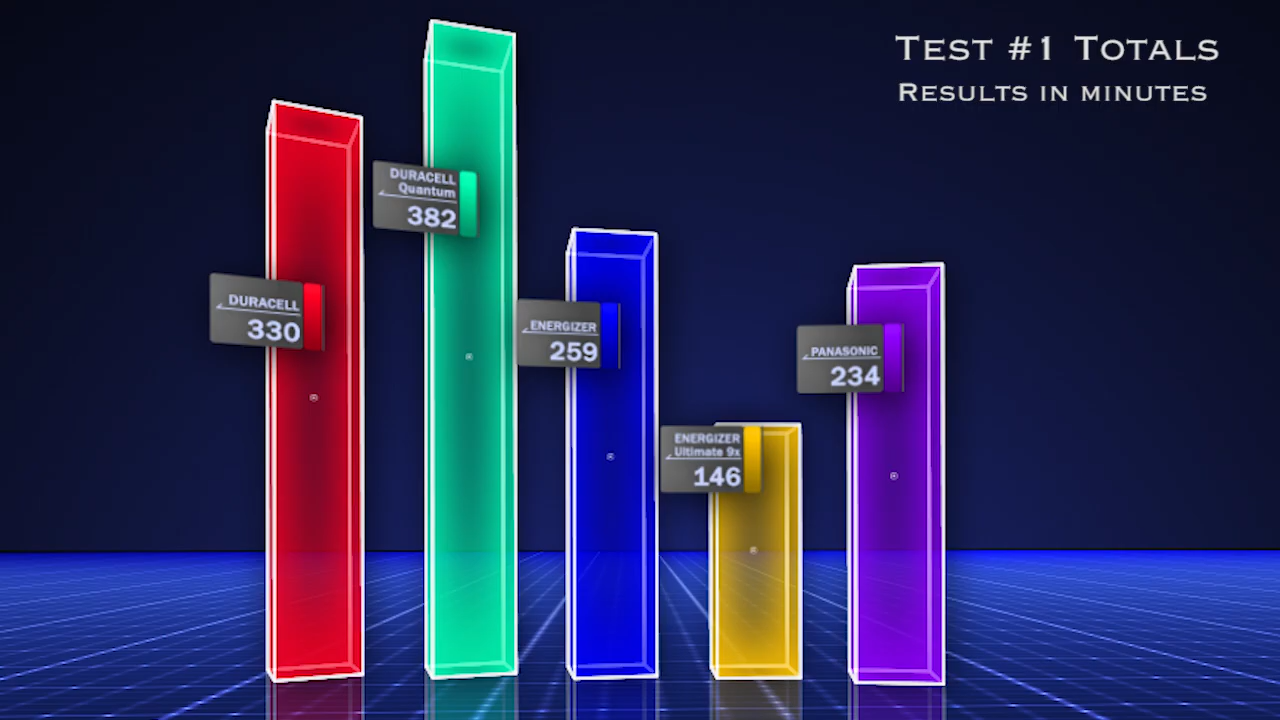 TEST #1 TOTALS
RESULTS IN MINUTES
DURACELL
330
DURACELL
Quantum
382
ENERGIZER
259
ENERGIZER
Ultimate 9x
146
PANASONIC
234